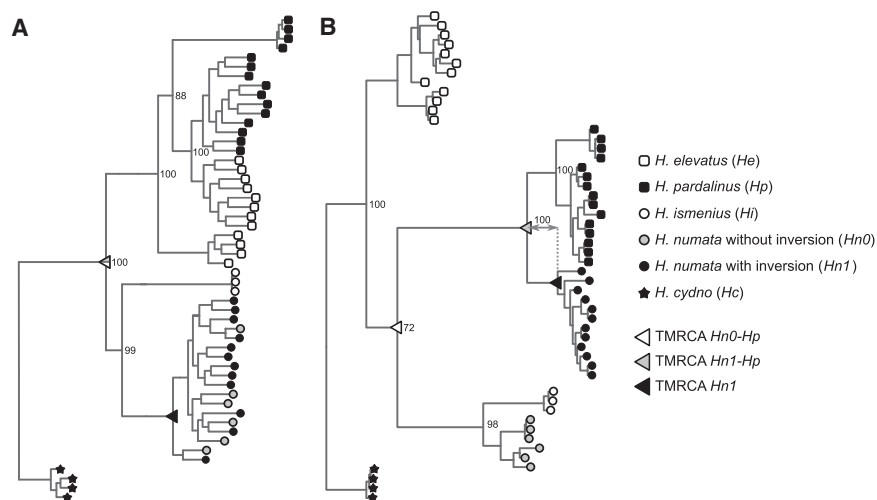 A
B
88
100
100
100
99
100
100
100
72
98
H. elevatus (He)
H. pardalinus (Hp)
H. ismenius (Hi)
H. numata without inversion (Hn0)
H. numata with inversion (Hn1)
H. cydno (Hc)
TMRCA Hn0-Hp
TMRCA Hn1-Hp
TMRCA Hn1